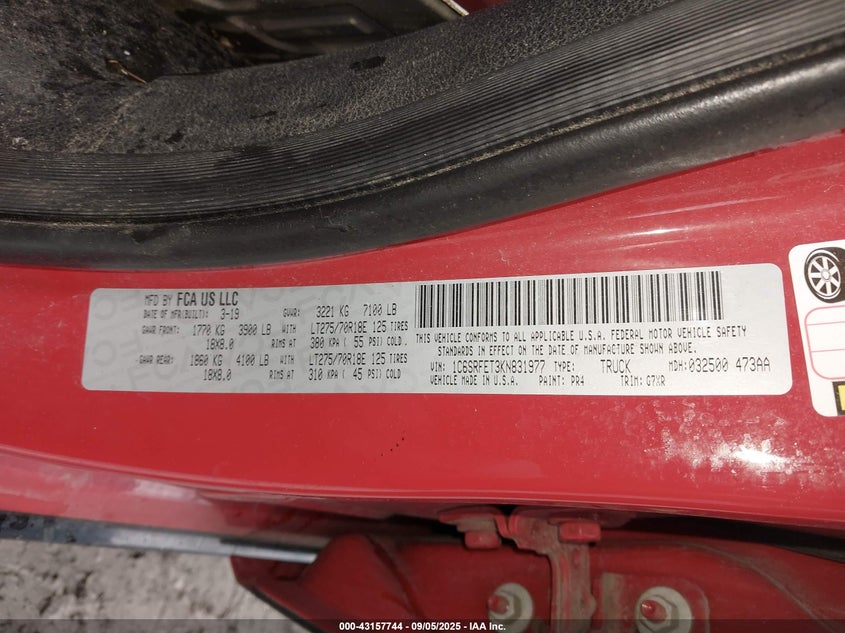 MFD BY FCA US LLC
DATE OF MFR(BUILT): 3-19 GVWR: 3221 KG 7100 LB
GAWR FRONT: 1770 KG 3900 LB WITH LT275/70R18E 125 TIRES
18X8.0 RIMS AT 380 KPA ( 55 PSI) COLD
GAWR REAR: 1860 KG 4100 LB WITH LT275/70R18E 125 TIRES
18X8.0 RIMS AT 310 KPA ( 45 PSI) COLD.
THIS VEHICLE CONFORMS TO ALL APPLICABLE U.S.A. FEDERAL MOTOR VEHICLE SAFETY
STANDARDS IN EFFECT ON THE DATE OF MANUFACTURE SHOWN ABOVE.
VIN: 1C6SRFET3KN831977 TYPE: TRUCK MDH: 032500 473AA
VEHICLE MADE IN U.S.A. PAINT: PR4 TRIM: G7XR
000-43157744 - 09/05/2025 - IAA Inc.